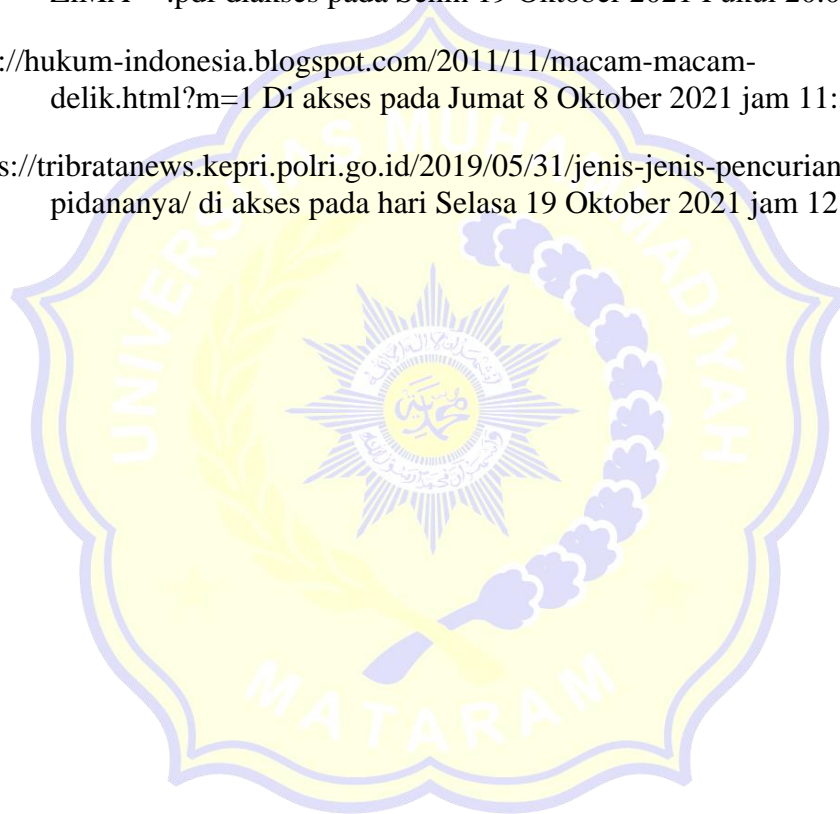 .pdf diakses pada Senin 19 Oktober 2021 Pukul 20:0
://hukum-indonesia.blogspot.com/2011/11/macam-macam-
delik.html?m=1 Di akses pada Jumat 8 Oktober 2021 jam 11:
s://tribratanews.kepri.polri.go.id/2019/05/31/jenis-jenis-pencurian
pidananya/ di akses pada hari Selasa 19 Oktober 2021 jam 12
UNIVERSITAS MUHAMMADIYAH
MATARAM